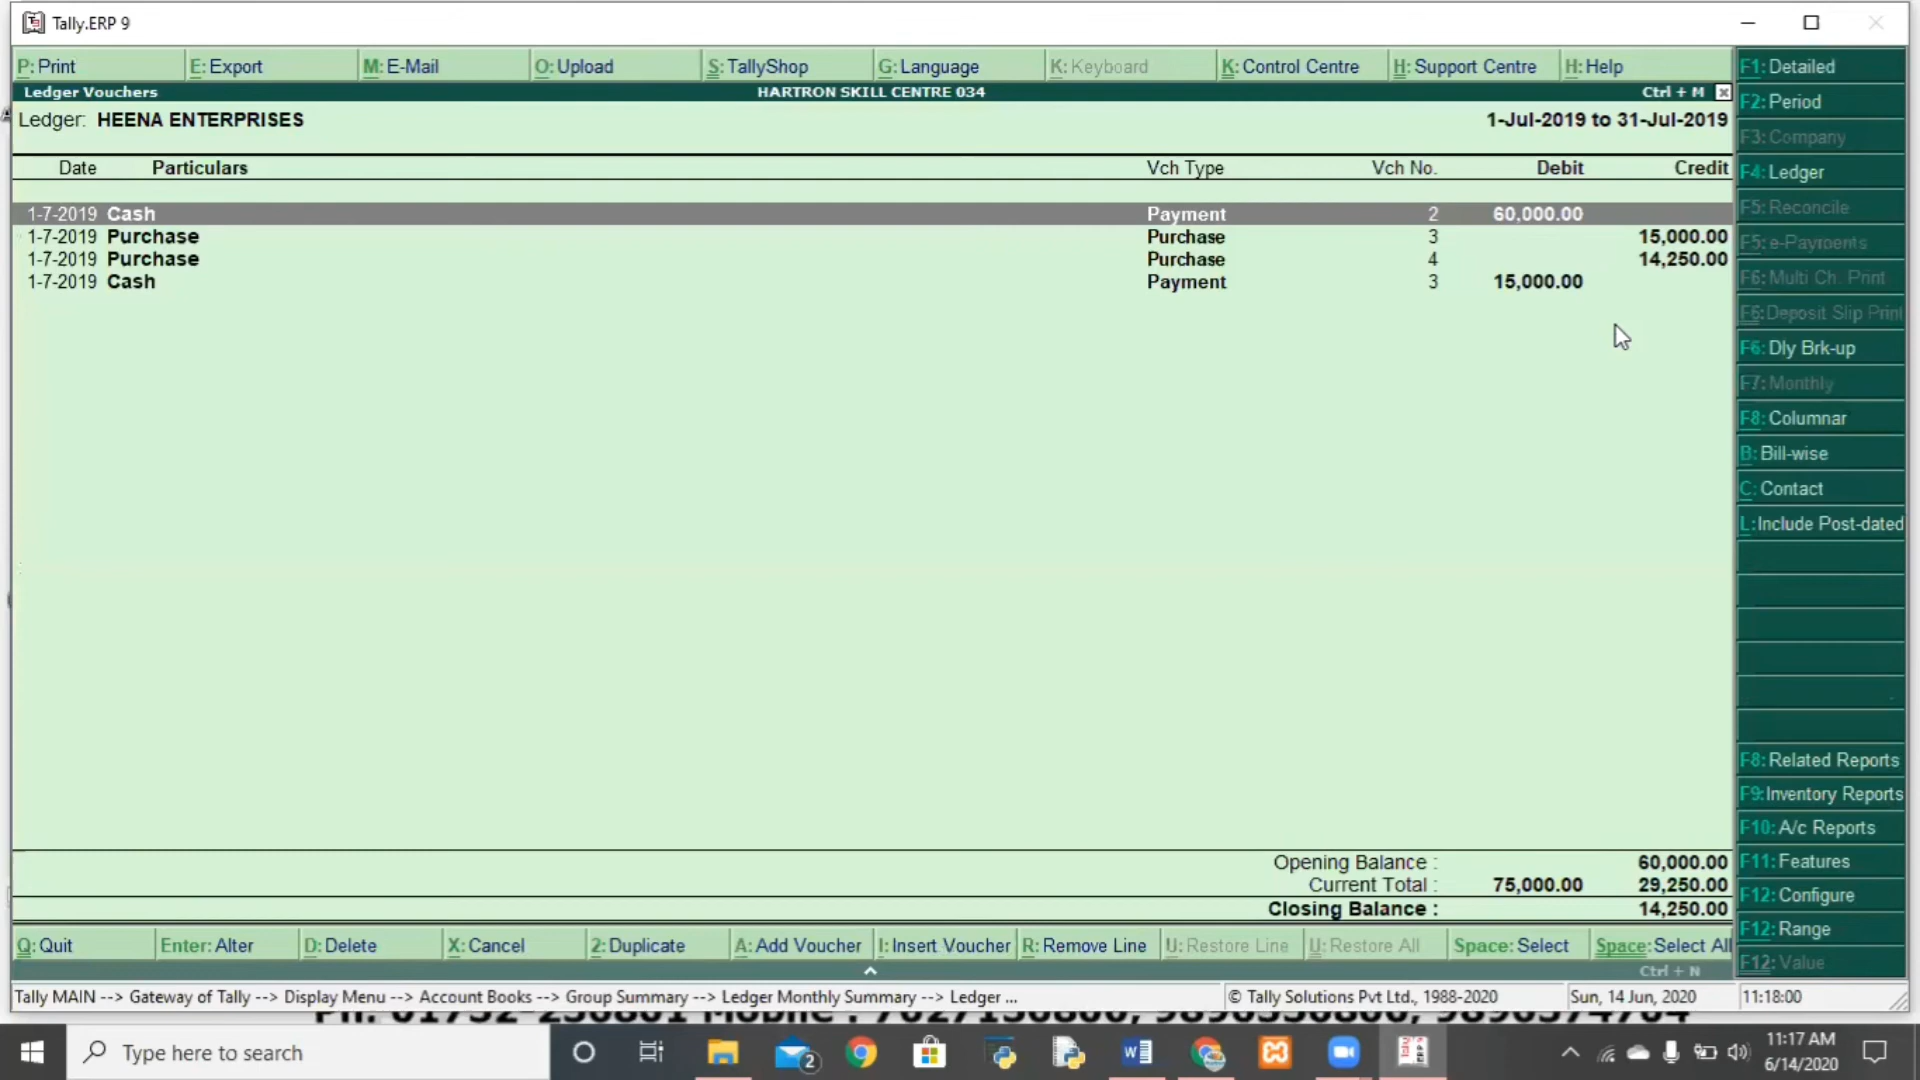 Tally.ERP 9
P: Print E: Export M: E-Mail O: Upload S: TallyShop G: Language K: Keyboard K: Control Centre H: Support Centre H: Help
Ledger Vouchers HARTRON SKILL CENTRE 034 Ctrl + M
Ledger: HEENA ENTERPRISES 1-Jul-2019 to 31-Jul-2019
Date Particulars Vch Type Vch No. Debit Credit
1-7-2019 Cash Payment 2 60,000.00
1-7-2019 Purchase Purchase 3 15,000.00
1-7-2019 Purchase Purchase 4 14,250.00
1-7-2019 Cash Payment 3 15,000.00
Opening Balance : 60,000.00
Current Total : 75,000.00 29,250.00
Closing Balance : 14,250.00
F1: Detailed
F2: Period
F3: Company
F4: Ledger
F5: Reconcile
F5: e-Payments
F6: Multi Ch. Print
F6: Deposit Slip Print
F6: Dly Brk-up
F7: Monthly
F8: Columnar
B: Bill-wise
C: Contact
L: Include Post-dated
F8: Related Reports
F9: Inventory Reports
F10: A/c Reports
F11: Features
F12: Configure
F12: Range
F12: Value
Q: Quit Enter: Alter D: Delete X: Cancel 2: Duplicate A: Add Voucher I: Insert Voucher R: Remove Line U: Restore Line U: Restore All Space: Select Space: Select All
Ctrl + N
Tally MAIN --> Gateway of Tally --> Display Menu --> Account Books --> Group Summary --> Ledger Monthly Summary --> Ledger ... © Tally Solutions Pvt Ltd., 1988-2020 Sun, 14 Jun, 2020 11:18:00
Type here to search
2
11:17 AM
6/14/2020